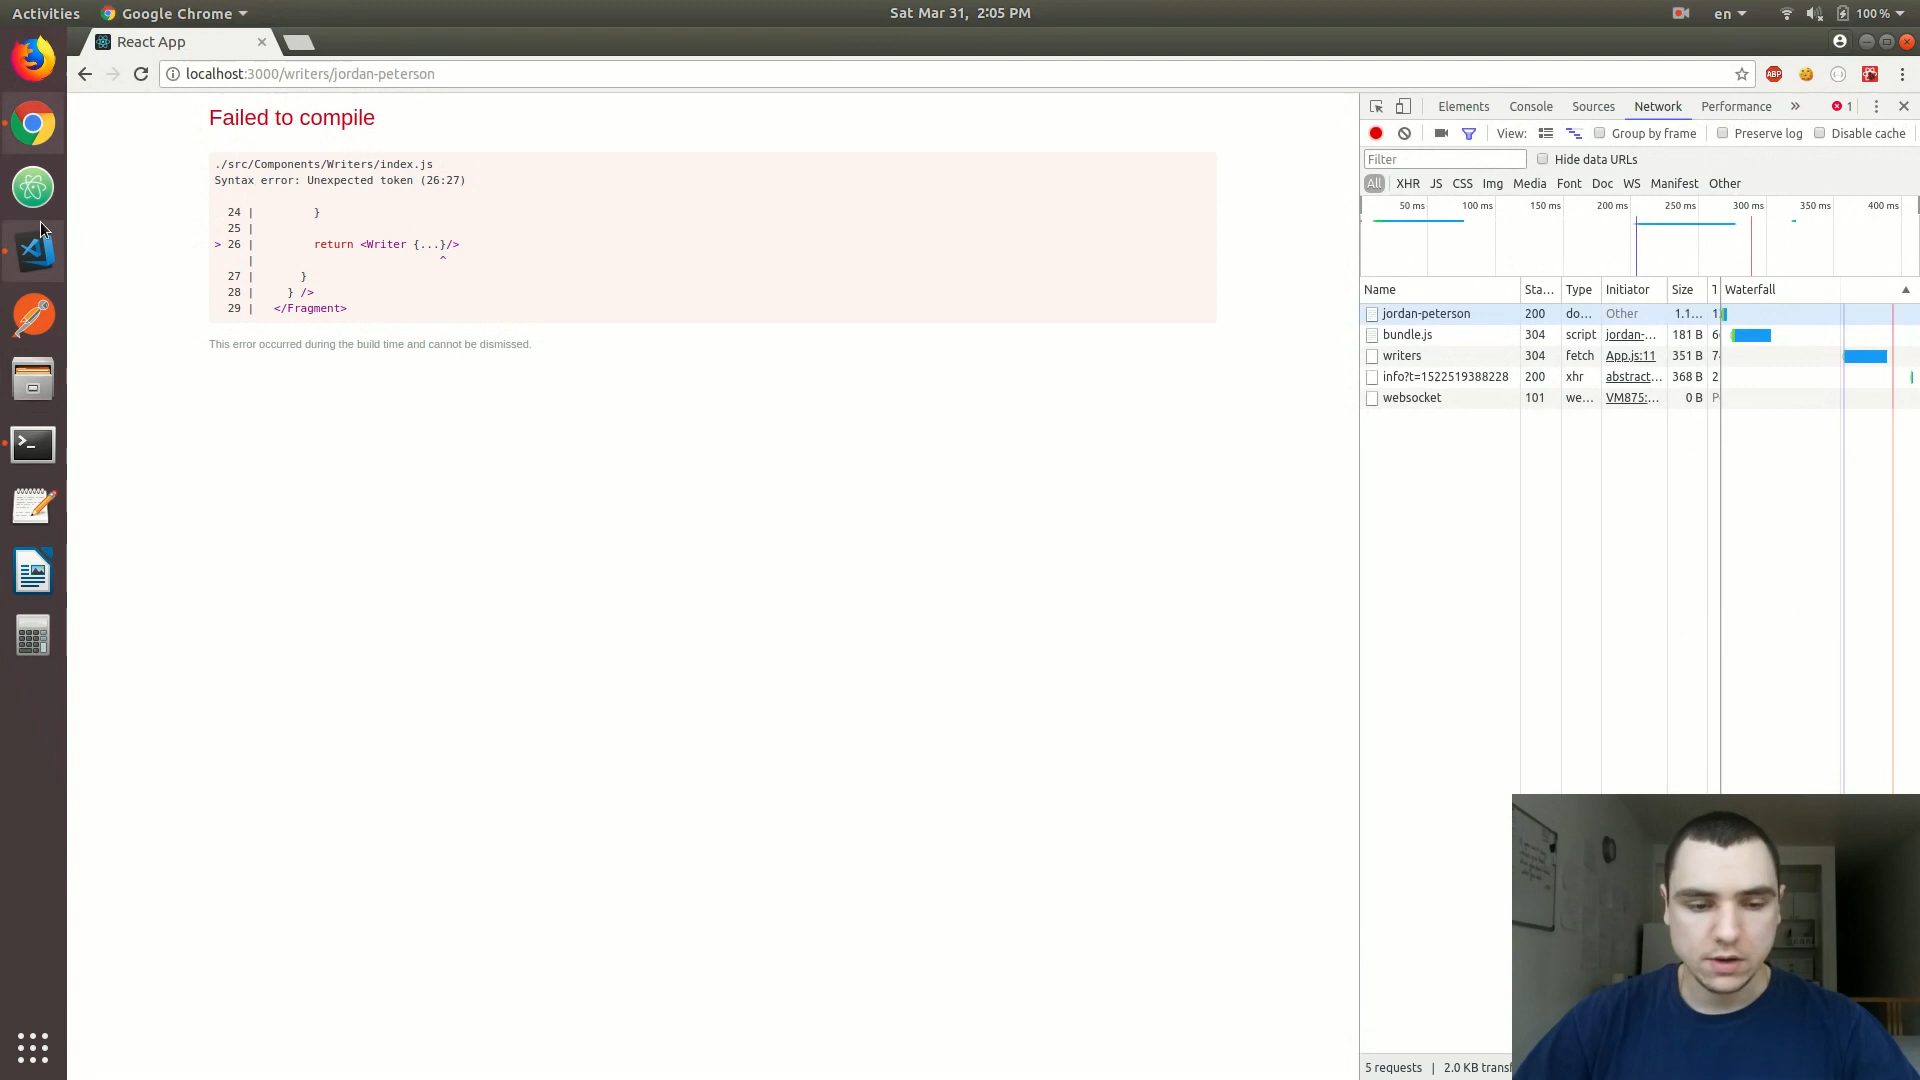 Activities Google Chrome Sat Mar 31, 2:05 PM en 100 %
React App
localhost:3000/writers/jordan-peterson ABP
Failed to compile
./src/Components/Writers/index.js
Syntax error: Unexpected token (26:27)
24 | }
25 |
> 26 | return <Writer {...}/>
| ^
27 | }
28 | } />
29 | </Fragment>
This error occurred during the build time and cannot be dismissed.
Elements Console Sources Network Performance » 1
View: Group by frame Preserve log Disable cache
Filter Hide data URLs
All XHR JS CSS Img Media Font Doc WS Manifest Other
50 ms 100 ms 150 ms 200 ms 250 ms 300 ms 350 ms 400 ms
Name Sta... Type Initiator Size T Waterfall
jordan-peterson 200 do... Other 1.1...
bundle.js 304 script jordan-... 181 B
writers 304 fetch App.js:11 351 B
info?t=1522519388228 200 xhr abstract... 368 B
websocket 101 we... VM875:... 0 B
5 requests | 2.0 KB transf